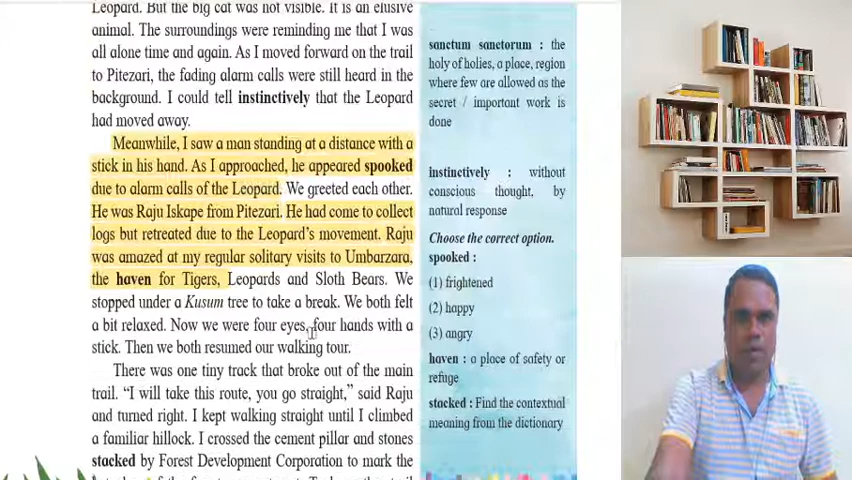 Leopard. But the big cat was not visible. It is an elusive
animal. The surroundings were reminding me that I was
all alone time and again. As I moved forward on the trail
to Pitezari, the fading alarm calls were still heard in the
background. I could tell instinctively that the Leopard
had moved away.
Meanwhile, I saw a man standing at a distance with a
stick in his hand. As I approached, he appeared spooked
due to alarm calls of the Leopard. We greeted each other.
He was Raju Iskape from Pitezari. He had come to collect
logs but retreated due to the Leopard's movement. Raju
was amazed at my regular solitary visits to Umbarzara,
the haven for Tigers, Leopards and Sloth Bears. We
stopped under a Kusum tree to take a break. We both felt
a bit relaxed. Now we were four eyes, four hands with a
stick. Then we both resumed our walking tour.
There was one tiny track that broke out of the main
trail. “I will take this route, you go straight,” said Raju
and turned right. I kept walking straight until I climbed
a familiar hillock. I crossed the cement pillar and stones
stacked by Forest Development Corporation to mark the
sanctum sanctorum : the
holy of holies, a place, region
where few are allowed as the
secret / important work is
done
instinctively : without
conscious thought, by
natural response
Choose the correct option.
spooked :
(1) frightened
(2) happy
(3) angry
haven : a place of safety or
refuge
stacked : Find the contextual
meaning from the dictionary